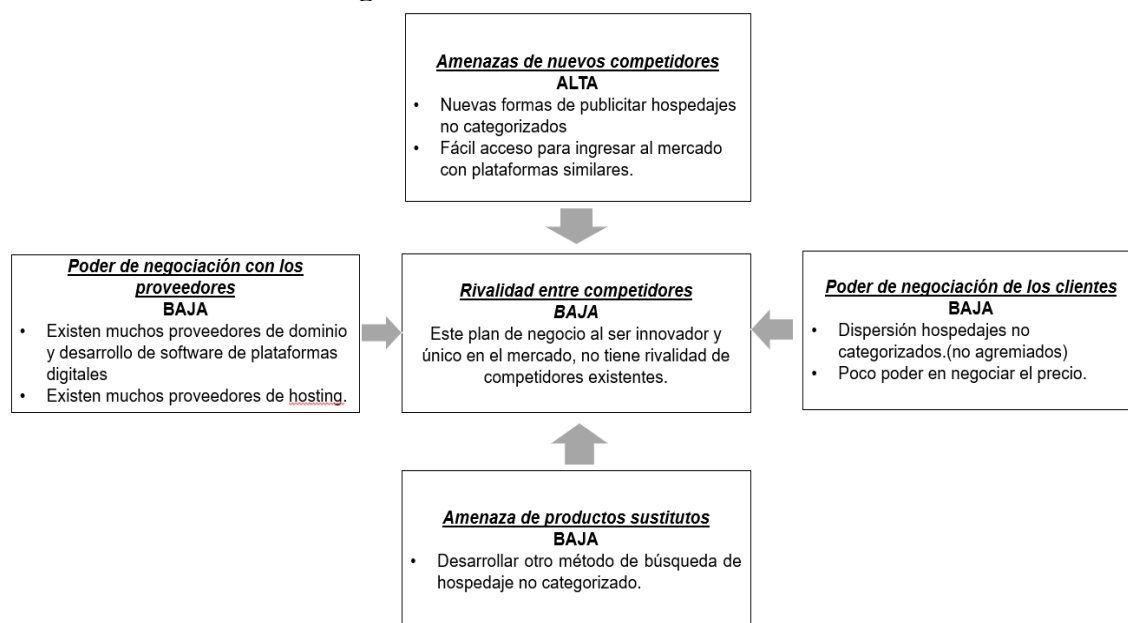 Amenazas de nuevos competidores
ALTA
• Nuevas formas de publicitar hospedajes
no categorizados
• Fácil acceso para ingresar al mercado
con plataformas similares.
Poder de negociación con los
proveedores
BAJA
• Existen muchos proveedores de dominio
y desarrollo de software de plataformas
digitales
• Existen muchos proveedores de hosting.
Rivalidad entre competidores
BAJA
Este plan de negocio al ser innovador y
único en el mercado, no tiene rivalidad de
competidores existentes.
Poder de negociación de los clientes
BAJA
• Dispersión hospedajes no
categorizados.(no agremiados)
• Poco poder en negociar el precio.
Amenaza de productos sustitutos
BAJA
• Desarrollar otro método de búsqueda de
hospedaje no categorizado.